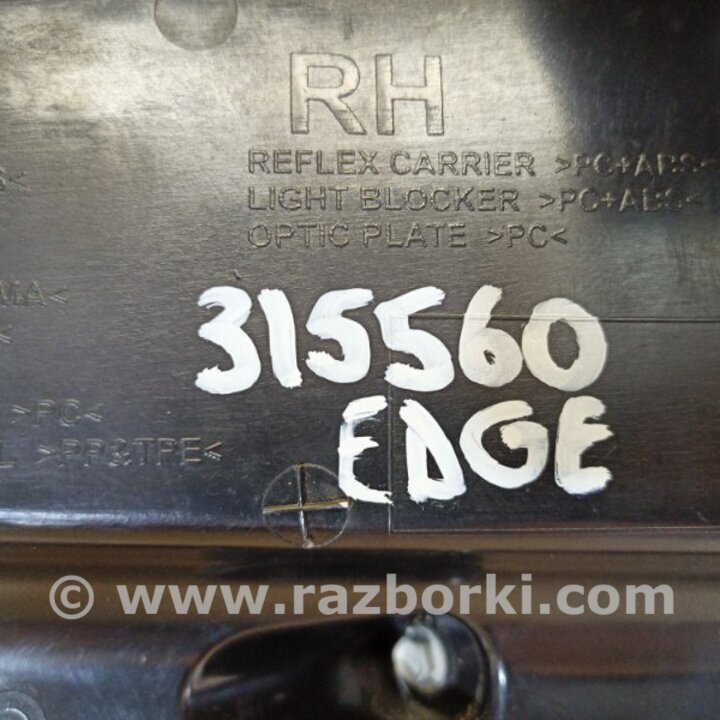 RH
REFLEX CARRIER >PC+ABS<
LIGHT BLOCKER >PC+ABS<
OPTIC PLATE >PC<
MA<
315560
>PC<
EDGE
L >PP&TPE<
© www.razborki.com